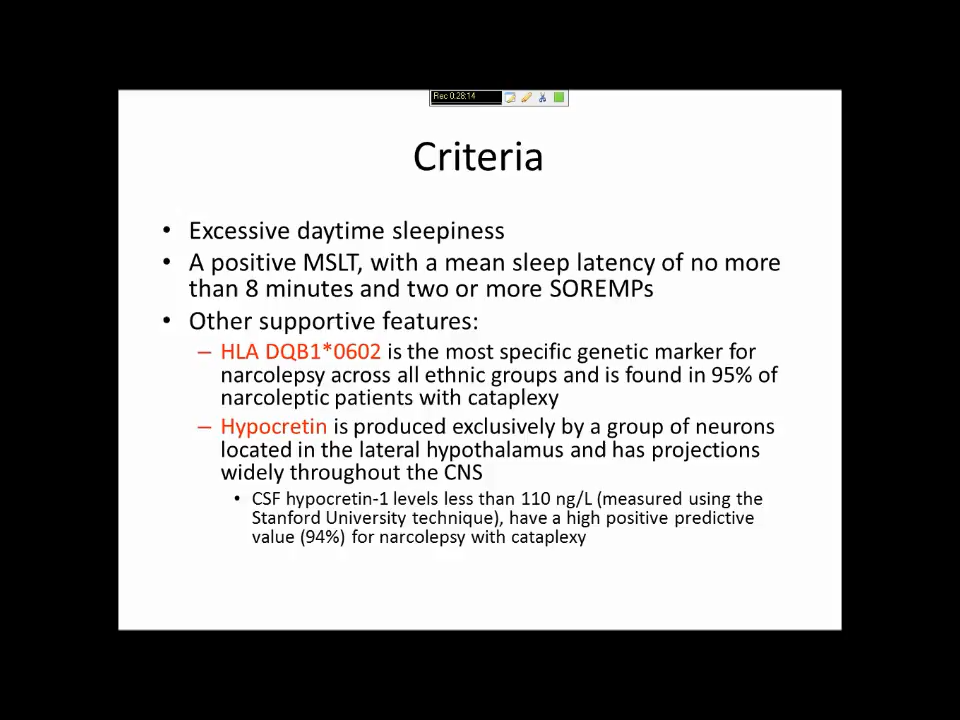 Rec 0:28:14
Criteria
• Excessive daytime sleepiness
• A positive MSLT, with a mean sleep latency of no more
than 8 minutes and two or more SOREMPs
• Other supportive features:
– HLA DQB1*0602 is the most specific genetic marker for
narcolepsy across all ethnic groups and is found in 95% of
narcoleptic patients with cataplexy
– Hypocretin is produced exclusively by a group of neurons
located in the lateral hypothalamus and has projections
widely throughout the CNS
• CSF hypocretin-1 levels less than 110 ng/L (measured using the
Stanford University technique), have a high positive predictive
value (94%) for narcolepsy with cataplexy